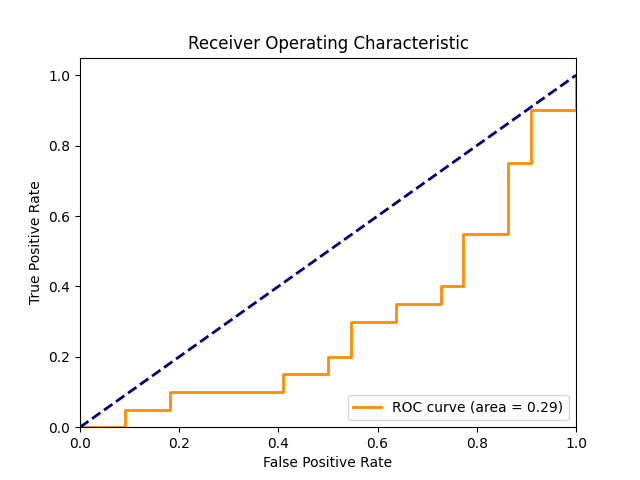 Receiver Operating Characteristic
1.0
0.8
0.6
0.4
0.2
0.0
True Positive Rate
ROC curve (area = 0.29)
0.0 0.2 0.4 0.6 0.8 1.0
False Positive Rate